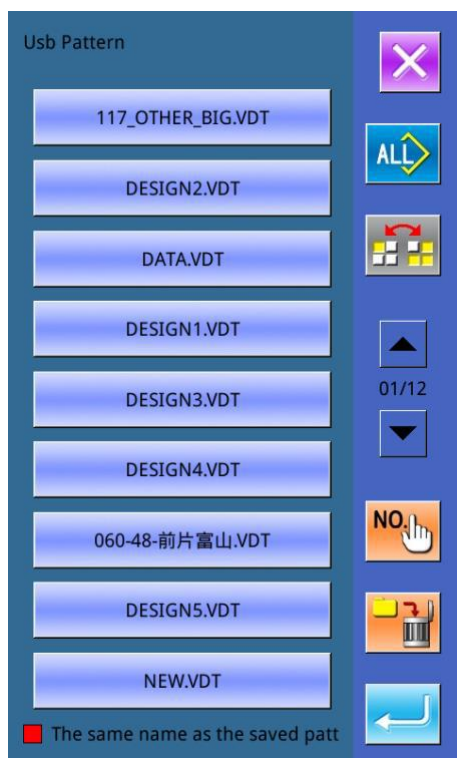 Usb Pattern
117_OTHER_BIG.VDT
ALL
DESIGN2.VDT
DATA.VDT
DESIGN1.VDT
DESIGN3.VDT
01/12
DESIGN4.VDT
NO.
060-48-前片富山.VDT
DESIGN5.VDT
NEW.VDT
The same name as the saved patt